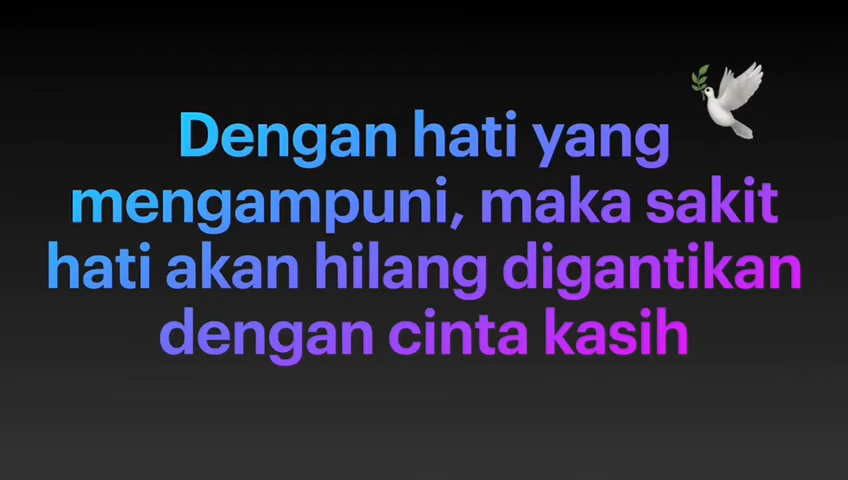 Dengan hati yang
mengampuni, maka sakit
hati akan hilang digantikan
dengan cinta kasih